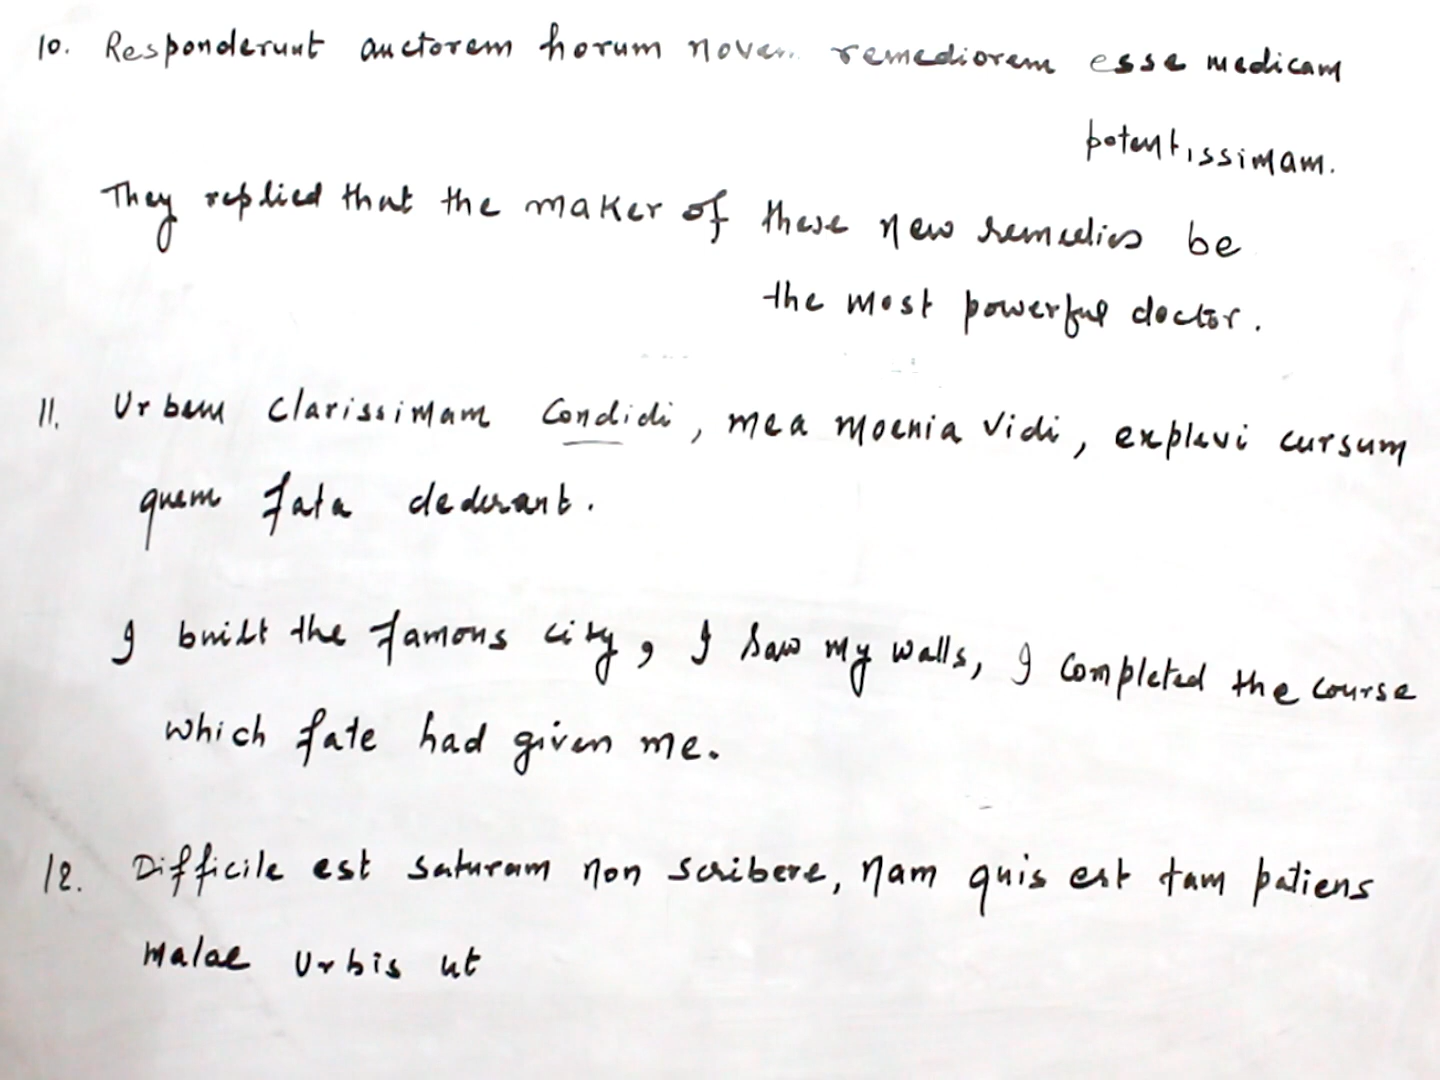 10. Responderunt auctorem horum remediorem esse medicam
potentissimam.
They replied that the maker of these new remedies be
the most powerful doctor.
11. Urbem Clarissimam Condidi, mea moenia vidi, explevi cursum
quem fata dederant.
I built the famous city, I saw my walls, I completed the course
which fate had given me.
12. Difficile est saturam non scribere, nam quis est tam patiens
malae urbis ut